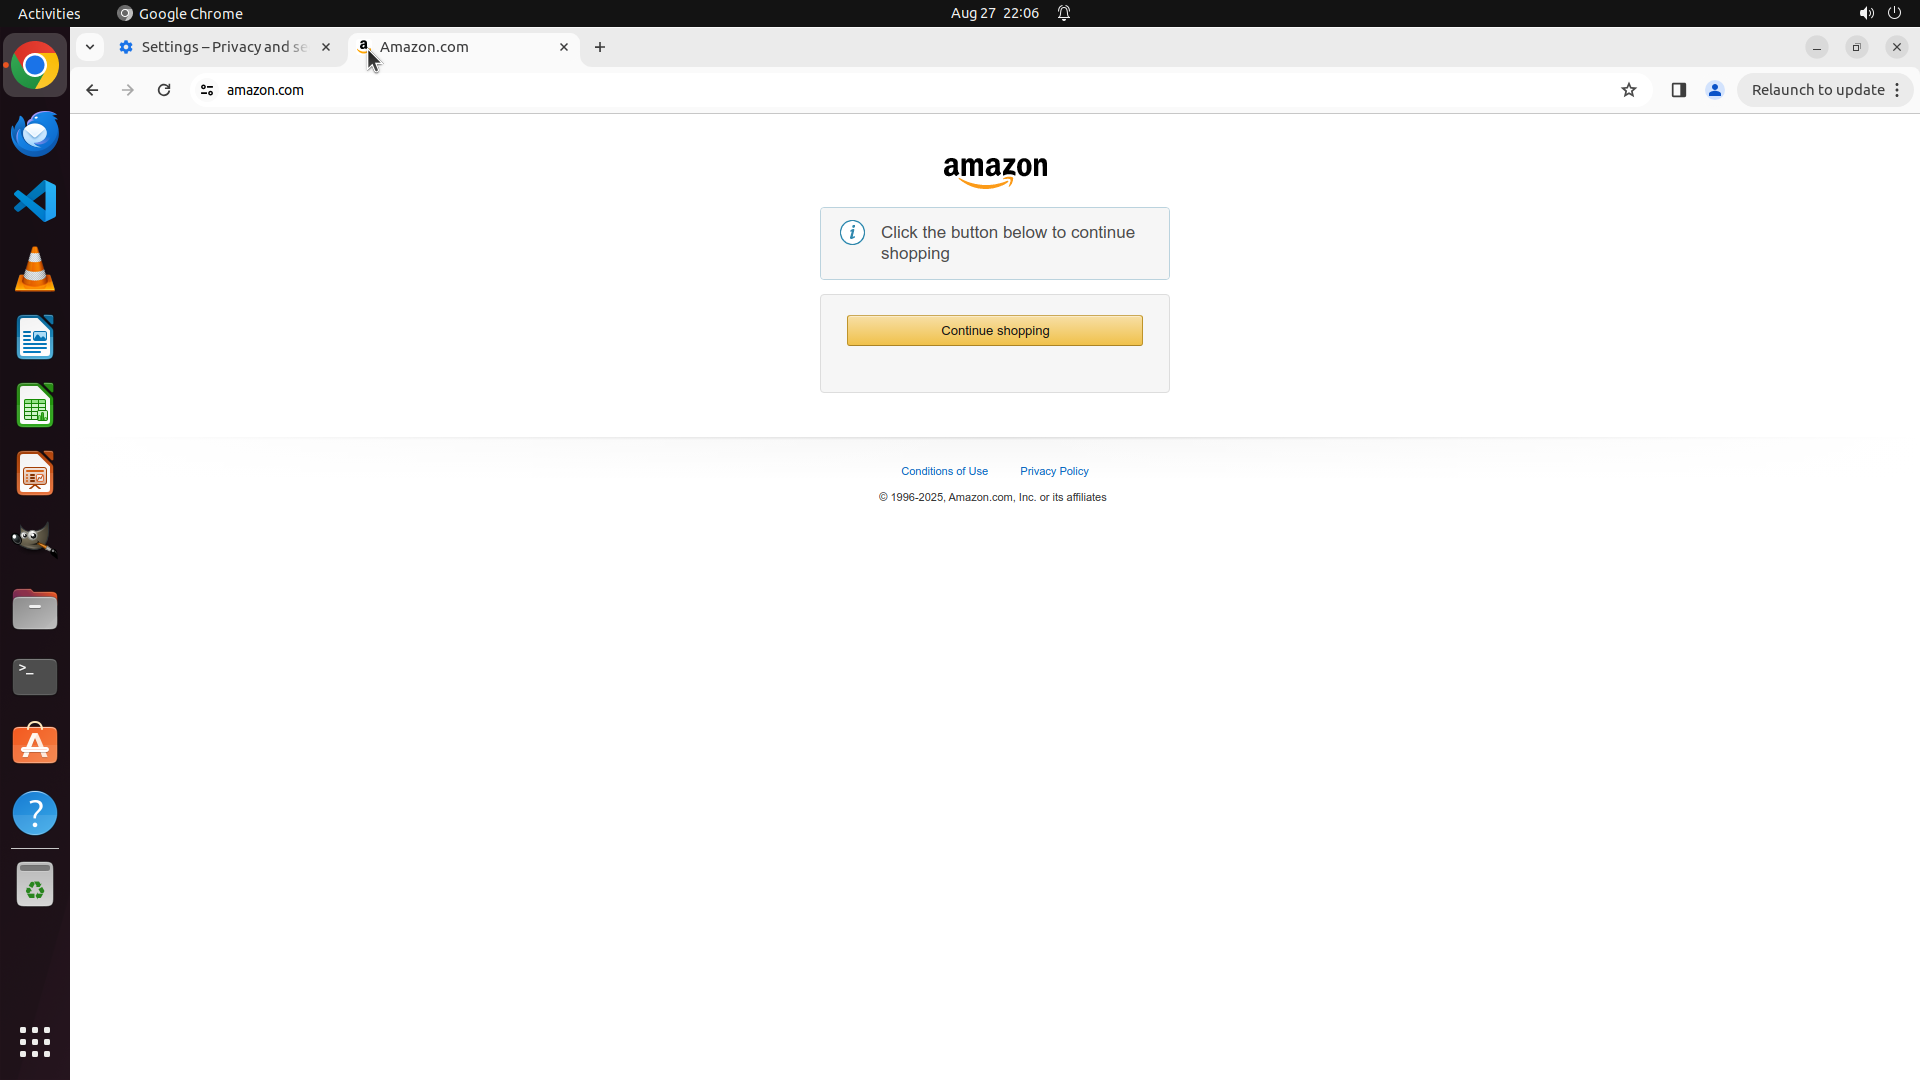 Activities
Google Chrome
Aug 27 22:06
Settings – Privacy and se
Amazon.com
amazon.com
Relaunch to update
amazon
Click the button below to continue
shopping
Continue shopping
Conditions of Use
Privacy Policy
© 1996-2025, Amazon.com, Inc. or its affiliates